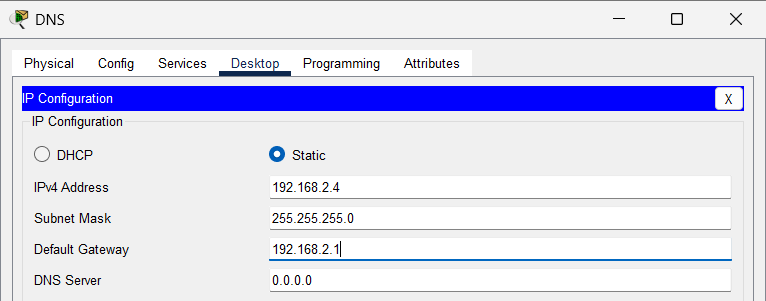 DNS
Physical Config Services Desktop Programming Attributes
IP Configuration X
IP Configuration
DHCP Static
IPv4 Address 192.168.2.4
Subnet Mask 255.255.255.0
Default Gateway 192.168.2.1
DNS Server 0.0.0.0